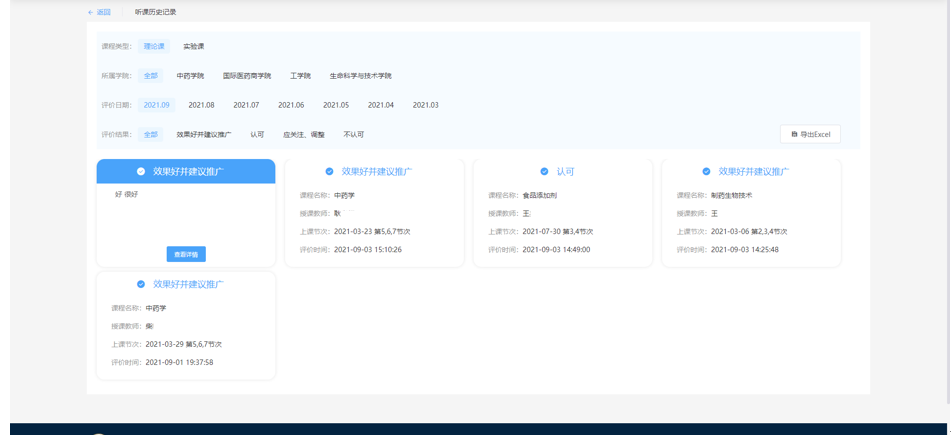 ← 返回 听课历史记录
课程类型: 理论课 实验课
所属学院: 全部 中药学院 国际医药商学院 工学院 生命科学与技术学院
评价日期: 2021.09 2021.08 2021.07 2021.06 2021.05 2021.04 2021.03
评价结果: 全部 效果好并建议推广 认可 应关注、调整 不认可 导出Excel
效果好并建议推广
好 很好
查看详情
效果好并建议推广
课程名称: 中药学
授课教师: 耿
上课节次: 2021-03-23 第5,6,7节次
评价时间: 2021-09-03 15:10:26
认可
课程名称: 食品添加剂
授课教师: 王
上课节次: 2021-07-30 第3,4节次
评价时间: 2021-09-03 14:49:00
效果好并建议推广
课程名称: 制药生物技术
授课教师: 王
上课节次: 2021-03-06 第2,3,4节次
评价时间: 2021-09-03 14:25:48
效果好并建议推广
课程名称: 中药学
授课教师:
上课节次: 2021-03-29 第5,6,7节次
评价时间: 2021-09-01 19:37:58